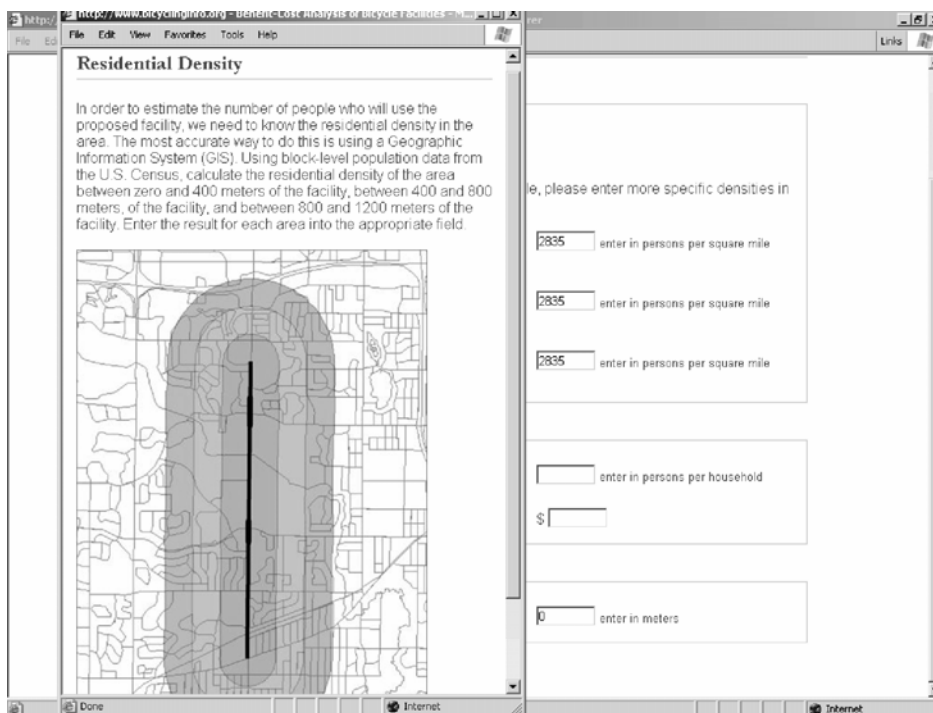 http://www.bicyclinginfo.org - Benefit-Cost Analysis of Bicycle Facilities - M...
File Edit View Favorites Tools Help
Residential Density
In order to estimate the number of people who will use the
proposed facility, we need to know the residential density in the
area. The most accurate way to do this is using a Geographic
Information System (GIS). Using block-level population data from
the U.S. Census, calculate the residential density of the area
between zero and 400 meters of the facility, between 400 and 800
meters, of the facility, and between 800 and 1200 meters of the
facility. Enter the result for each area into the appropriate field.
Done
Internet
http:/
rer
File Ed
Links
le, please enter more specific densities in
2835 enter in persons per square mile
2835 enter in persons per square mile
2835 enter in persons per square mile
enter in persons per household
$
0 enter in meters
Internet